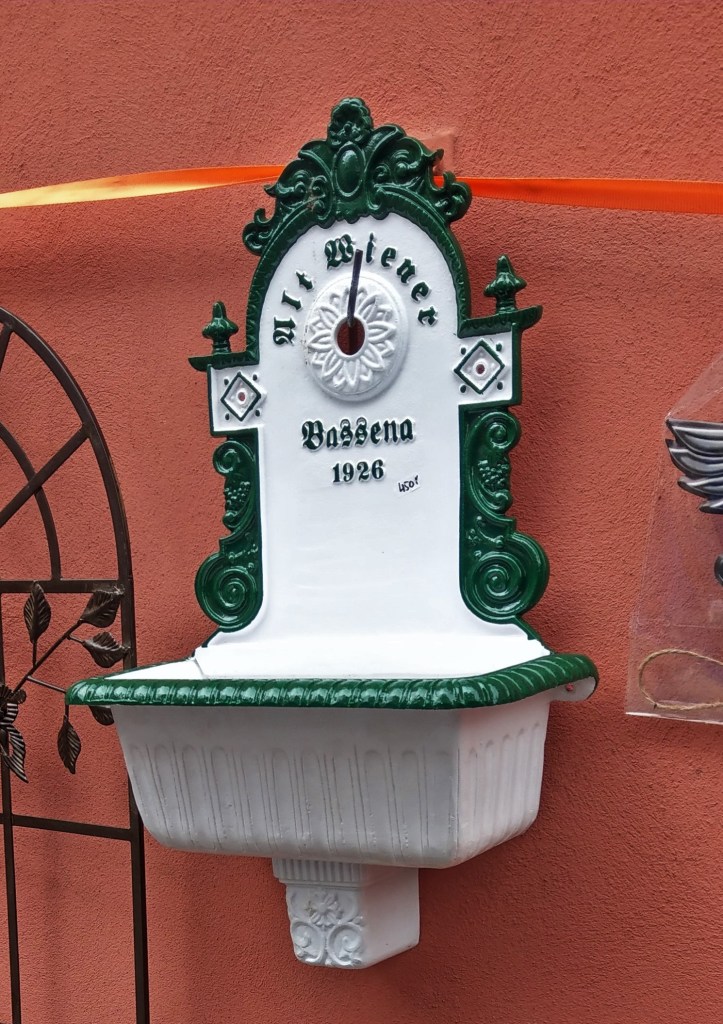 Alt Wiener
Bassena
1926
450€